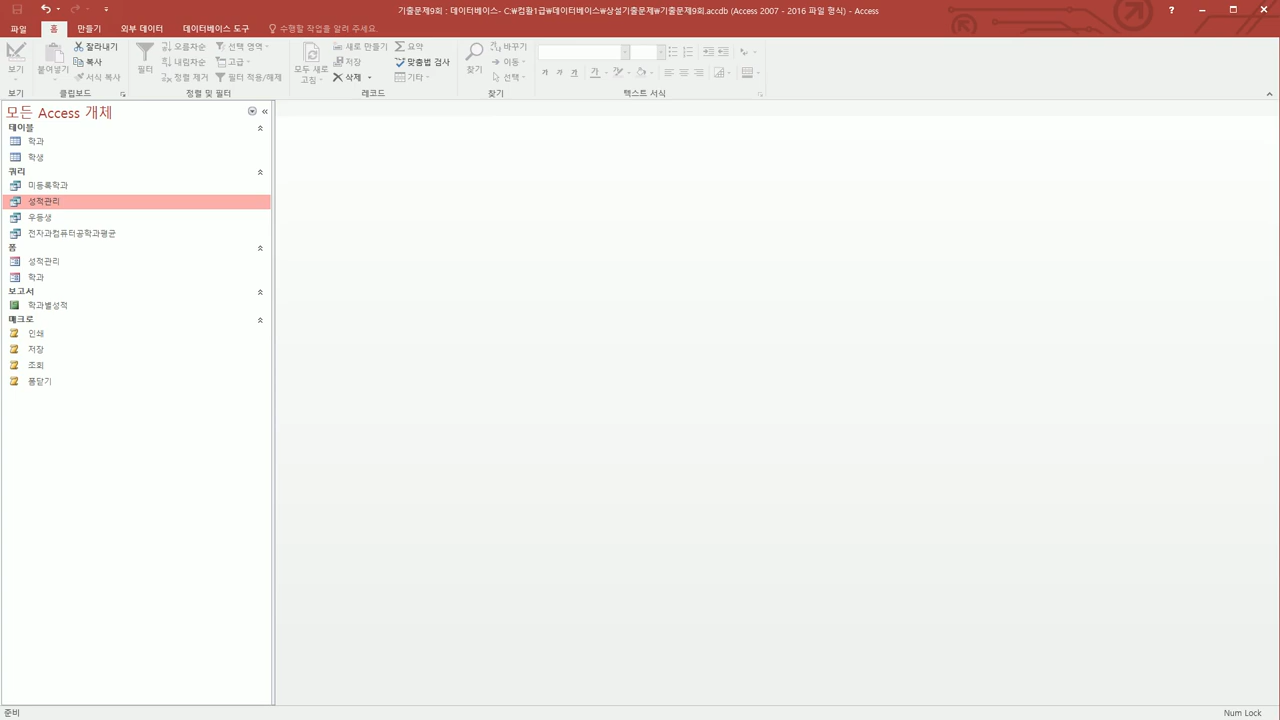 기출문제9회 : 데이터베이스- C:₩컴활1급₩데이터베이스₩상설기출문제₩기출문제9회.accdb (Access 2007 - 2016 파일 형식) - Access
파일 홈 만들기 외부 데이터 데이터베이스 도구 수행할 작업을 알려 주세요.
보기
보기
붙여넣기
잘라내기
복사
서식 복사
클립보드
필터
오름차순
내림차순
정렬 제거
선택 영역
고급
필터 적용/해제
정렬 및 필터
모두 새로
고침
새로 만들기
저장
삭제
요약
맞춤법 검사
기타
레코드
찾기
바꾸기
이동
선택
찾기
가 가 가
텍스트 서식
모든 Access 개체
테이블
학과
학생
쿼리
미등록학과
성적관리
우등생
전자과컴퓨터공학과평균
폼
성적관리
학과
보고서
학과별성적
매크로
인쇄
저장
조회
폼닫기
준비
Num Lock